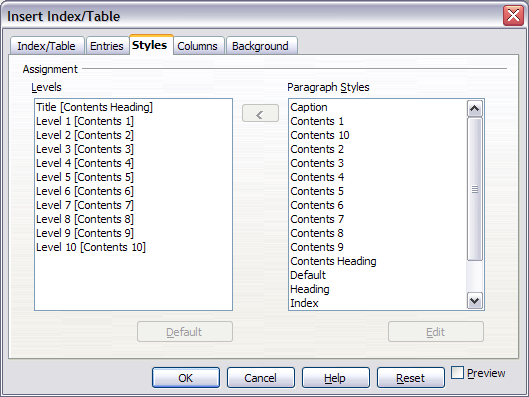 Insert Index/Table
Index/Table Entries Styles Columns Background
Assignment
Levels
Title [Contents Heading]
Level 1 [Contents 1]
Level 2 [Contents 2]
Level 3 [Contents 3]
Level 4 [Contents 4]
Level 5 [Contents 5]
Level 6 [Contents 6]
Level 7 [Contents 7]
Level 8 [Contents 8]
Level 9 [Contents 9]
Level 10 [Contents 10]
Default
<
Paragraph Styles
Caption
Contents 1
Contents 10
Contents 2
Contents 3
Contents 4
Contents 5
Contents 6
Contents 7
Contents 8
Contents 9
Contents Heading
Default
Heading
Index
Edit
OK Cancel Help Reset Preview